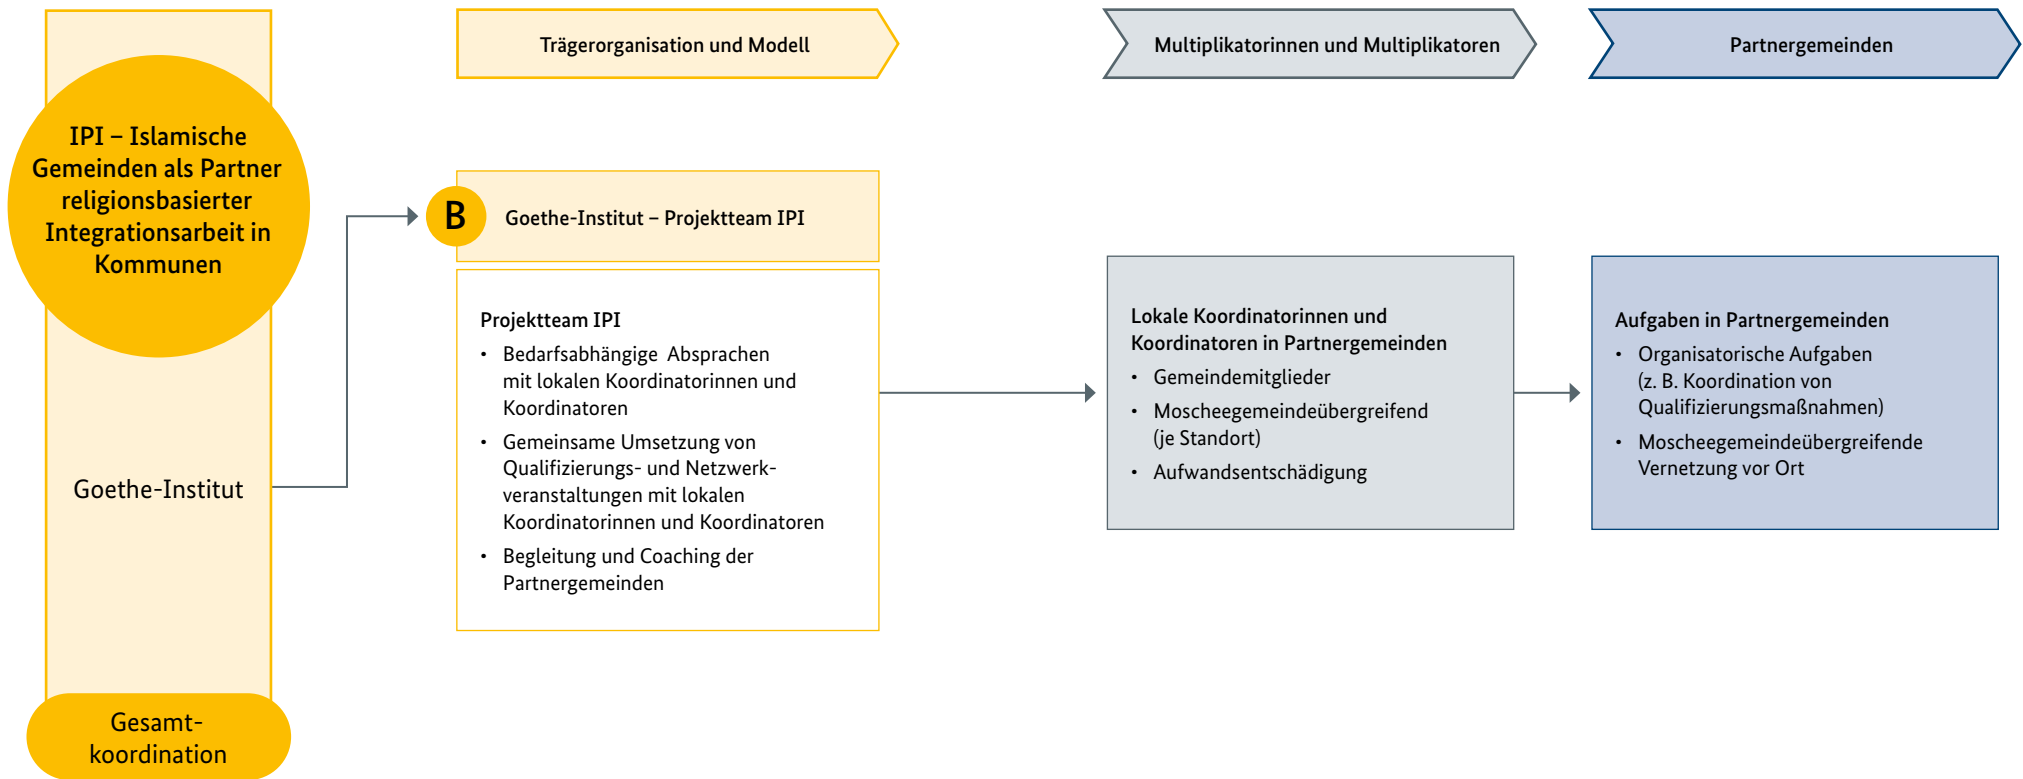 Trägerorganisation und Modell
Multiplikatorinnen und Multiplikatoren
Partnergemeinden
IPI – Islamische
Gemeinden als Partner
religionsbasierter
Integrationsarbeit in
Kommunen
Goethe-Institut
Gesamt-
koordination
B
Goethe-Institut – Projektteam IPI
Projektteam IPI
• Bedarfsabhängige Absprachen
mit lokalen Koordinatorinnen und
Koordinatoren
• Gemeinsame Umsetzung von
Qualifizierungs- und Netzwerk-
veranstaltungen mit lokalen
Koordinatorinnen und Koordinatoren
• Begleitung und Coaching der
Partnergemeinden
Lokale Koordinatorinnen und
Koordinatoren in Partnergemeinden
• Gemeindemitglieder
• Moscheegemeindeübergreifend
(je Standort)
• Aufwandsentschädigung
Aufgaben in Partnergemeinden
• Organisatorische Aufgaben
(z. B. Koordination von
Qualifizierungsmaßnahmen)
• Moscheegemeindeübergreifende
Vernetzung vor Ort